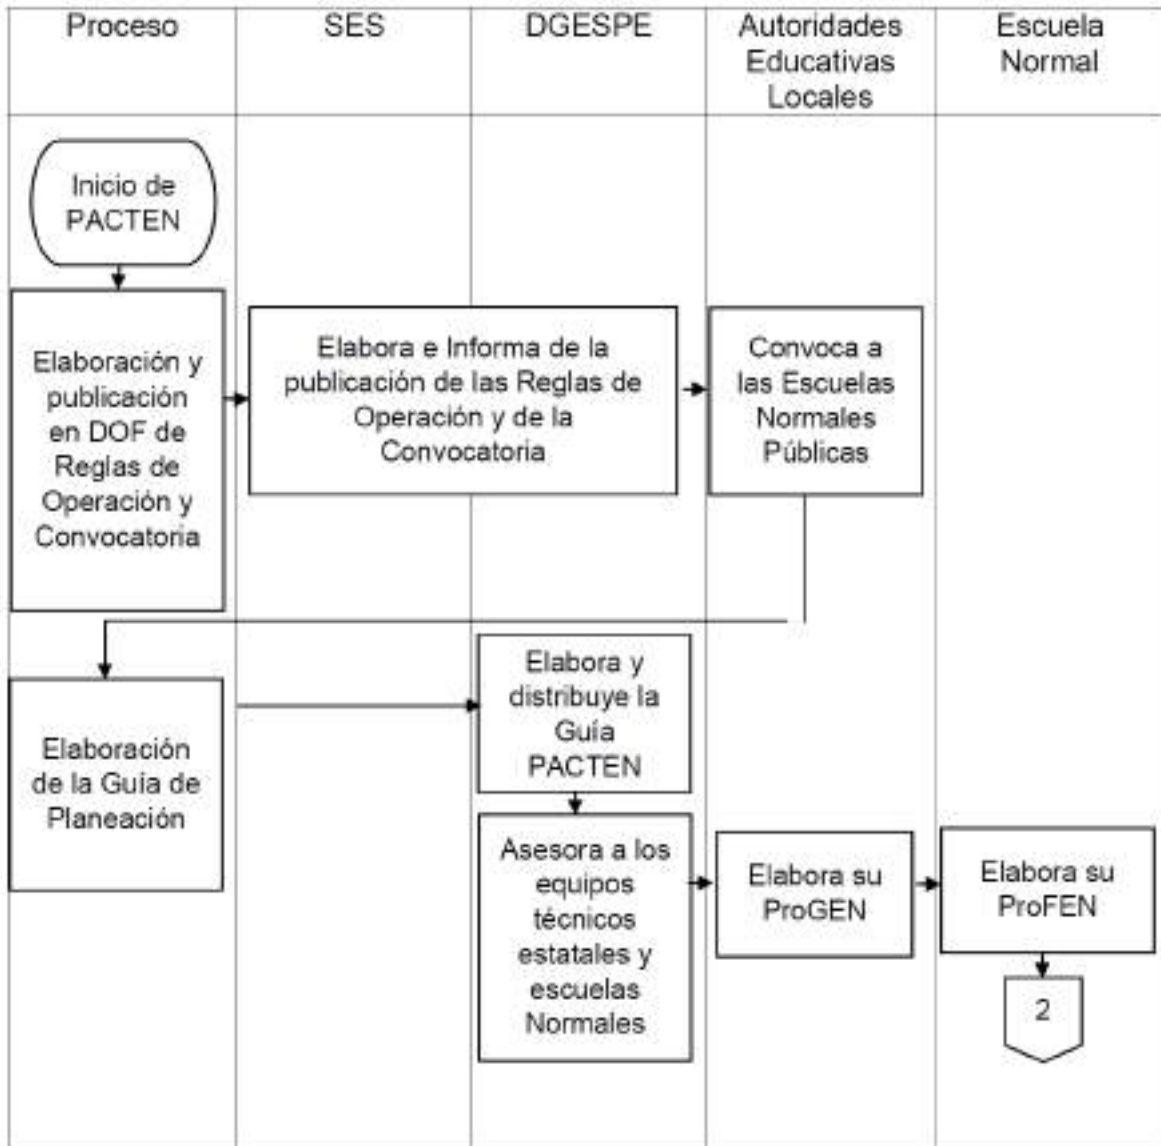 Proceso
SES
DGESPE
Autoridades
Educativas
Locales
Escuela
Normal
Inicio de
PACTEN
Elaboración y
publicación
en DOF de
Reglas de
Operación y
Convocatoria
Elabora e Informa de la
publicación de las Reglas de
Operación y de la
Convocatoria
Convoca a
las Escuelas
Normales
Públicas
Elaboración
de la Guía de
Planeación
Elabora y
distribuye la
Guía
PACTEN
Asesora a los
equipos
técnicos
estatales y
escuelas
Normales
Elabora su
ProGEN
Elabora su
ProFEN
2